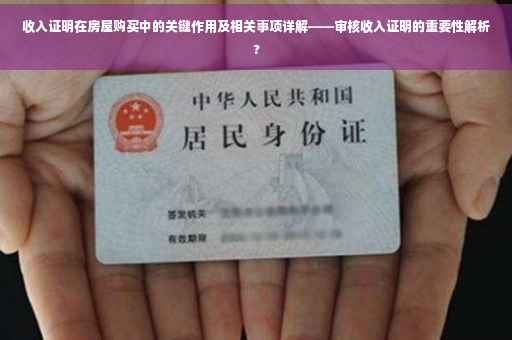 收入证明在房屋购买中的关键作用及相关事项详解——审核收入证明的重要性解析
?
中华人民共和国
居民身份证
签发机关
有效期限